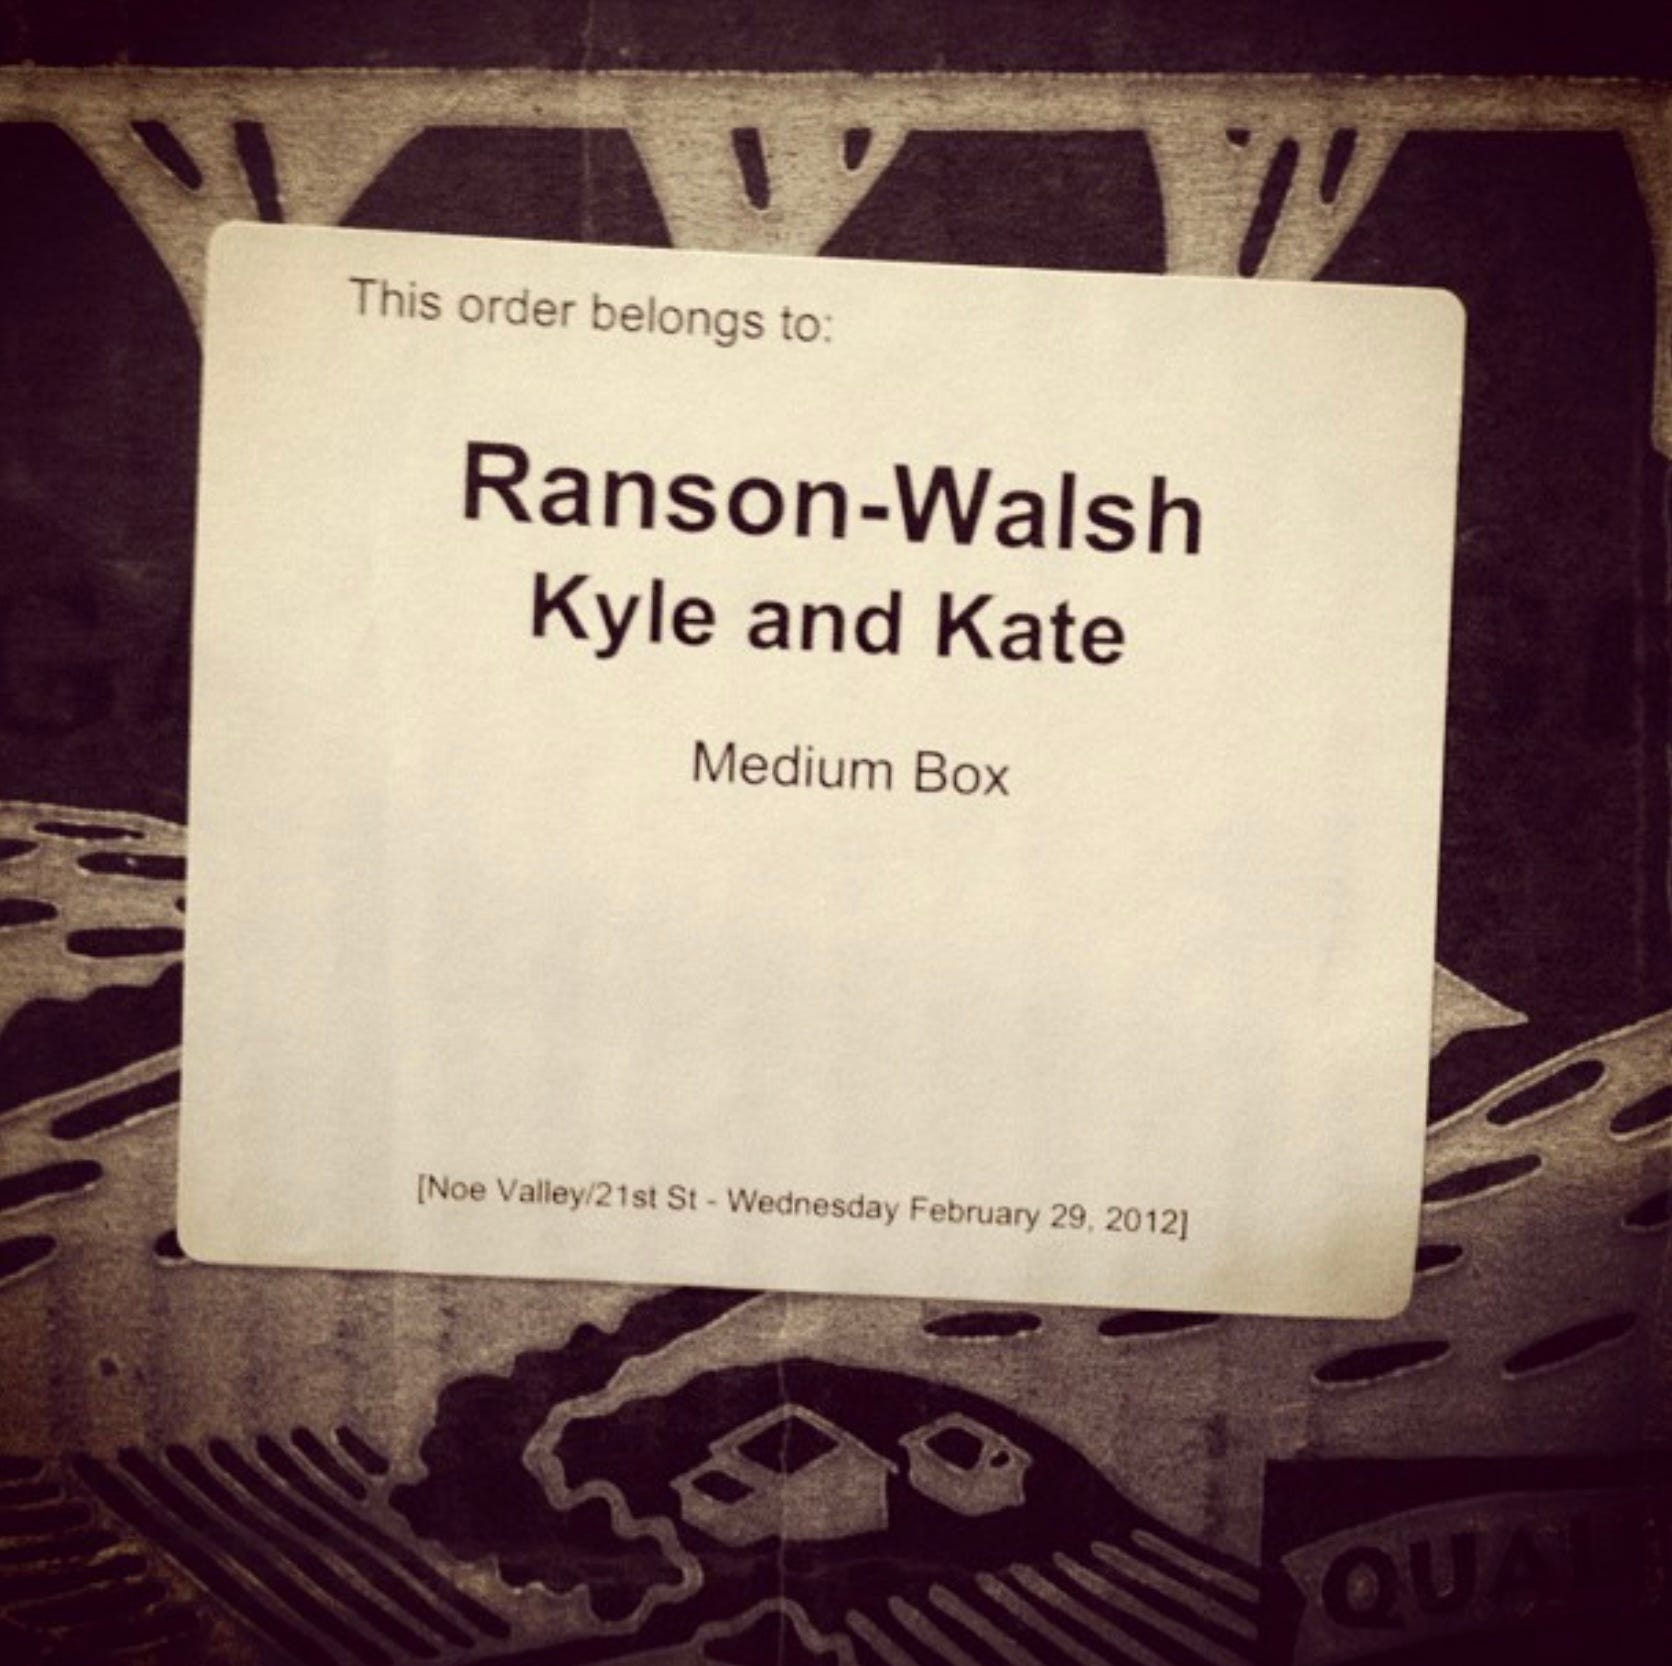 This order belongs to:
Ranson-Walsh
Kyle and Kate
Medium Box
[Noe Valley/21st St - Wednesday February 29, 2012]